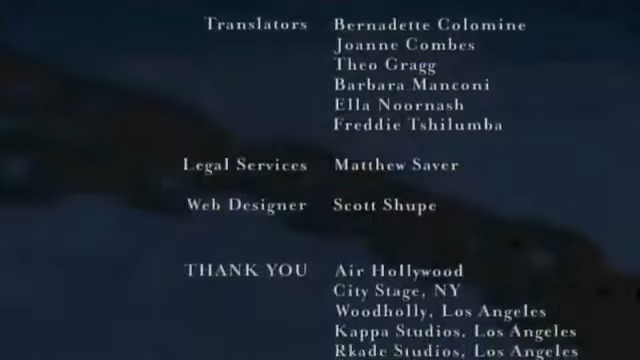 Translators Bernadette Colomine
Joanne Combes
Theo Gragg
Barbara Manconi
Ella Noornash
Freddie Tshilumba
Legal Services Matthew Saver
Web Designer Scott Shupe
THANK YOU Air Hollywood
City Stage, NY
Woodholly, Los Angeles
Kappa Studios, Los Angeles
Rkade Studios, Los Angeles